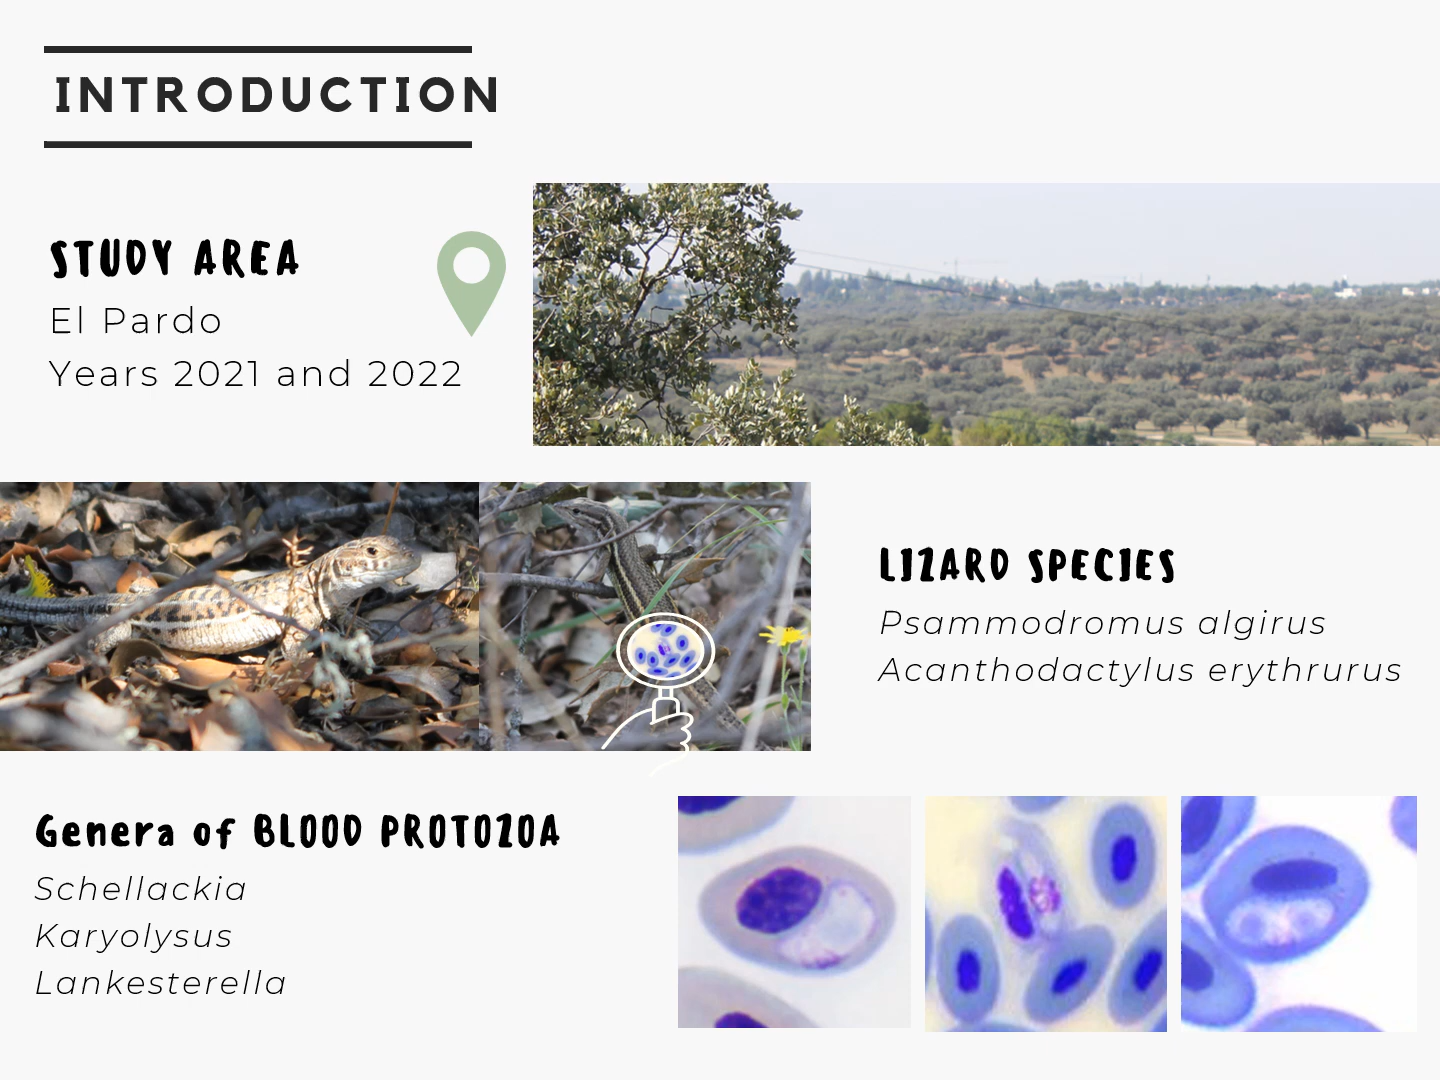 INTRODUCTION
STUDY AREA
El Pardo
Years 2021 and 2022
LIZARD SPECIES
Psammodromus algirus
Acanthodactylus erythrurus
Genera of BLOOD PROTOZOA
Schellackia
Karyolysus
Lankesterella